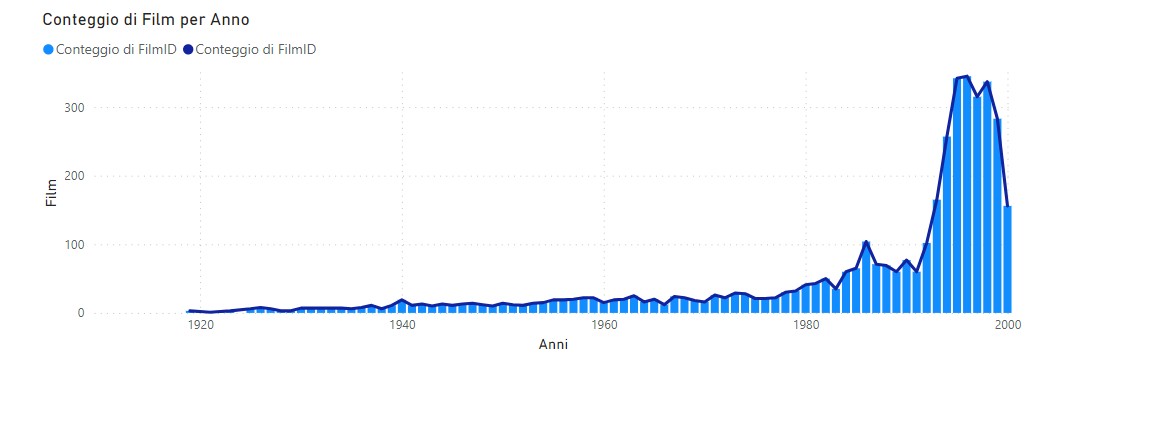 Conteggio di Film per Anno
Conteggio di FilmID Conteggio di FilmID
300
200
100
0
Film
1920 1940 1960 1980 2000
Anni